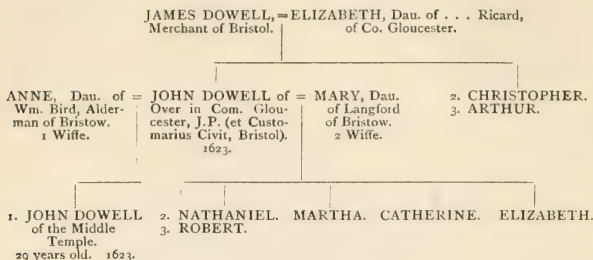 JAMES DOWELL, = ELIZABETH, Dau. of . . . Ricard,
Merchant of Bristol. of Co. Gloucester.
ANNE, Dau. of = JOHN DOWELL of = MARY, Dau. 2. CHRISTOPHER.
Wm. Bird, Alder- Over in Com. Glou- of Langford 3. ARTHUR.
man of Bristow. cester, J.P. (et Custo- of Bristow.
1 Wiffe. marius Civit, Bristol). 2 Wiffe.
1623.
1. JOHN DOWELL 2. NATHANIEL. MARTHA. CATHERINE. ELIZABETH.
of the Middle 3. ROBERT.
Temple.
29 years old. 1623.